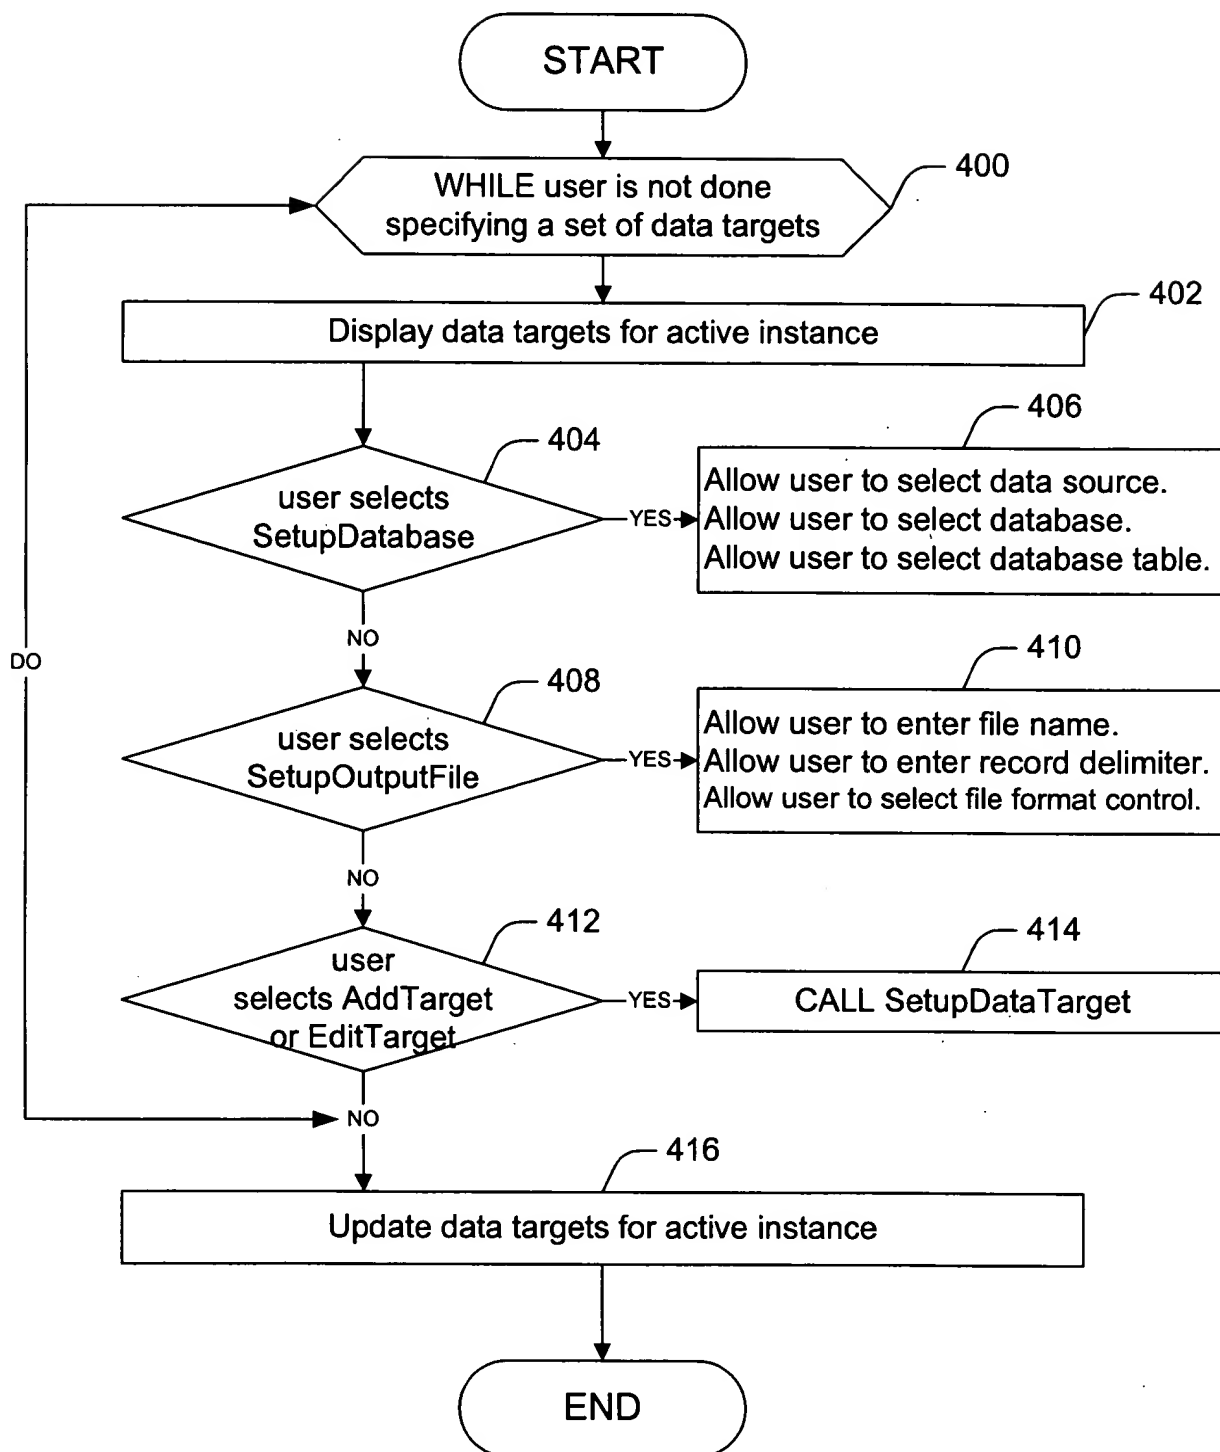 START
WHILE user is not done
specifying a set of data targets
400
Display data targets for active instance
402
user selects
SetupDatabase
404
YES
Allow user to select data source.
Allow user to select database.
Allow user to select database table.
406
NO
DO
user selects
SetupOutputFile
408
YES
Allow user to enter file name.
Allow user to enter record delimiter.
Allow user to select file format control.
410
NO
user
selects AddTarget
or EditTarget
412
YES
CALL SetupDataTarget
414
NO
Update data targets for active instance
416
END